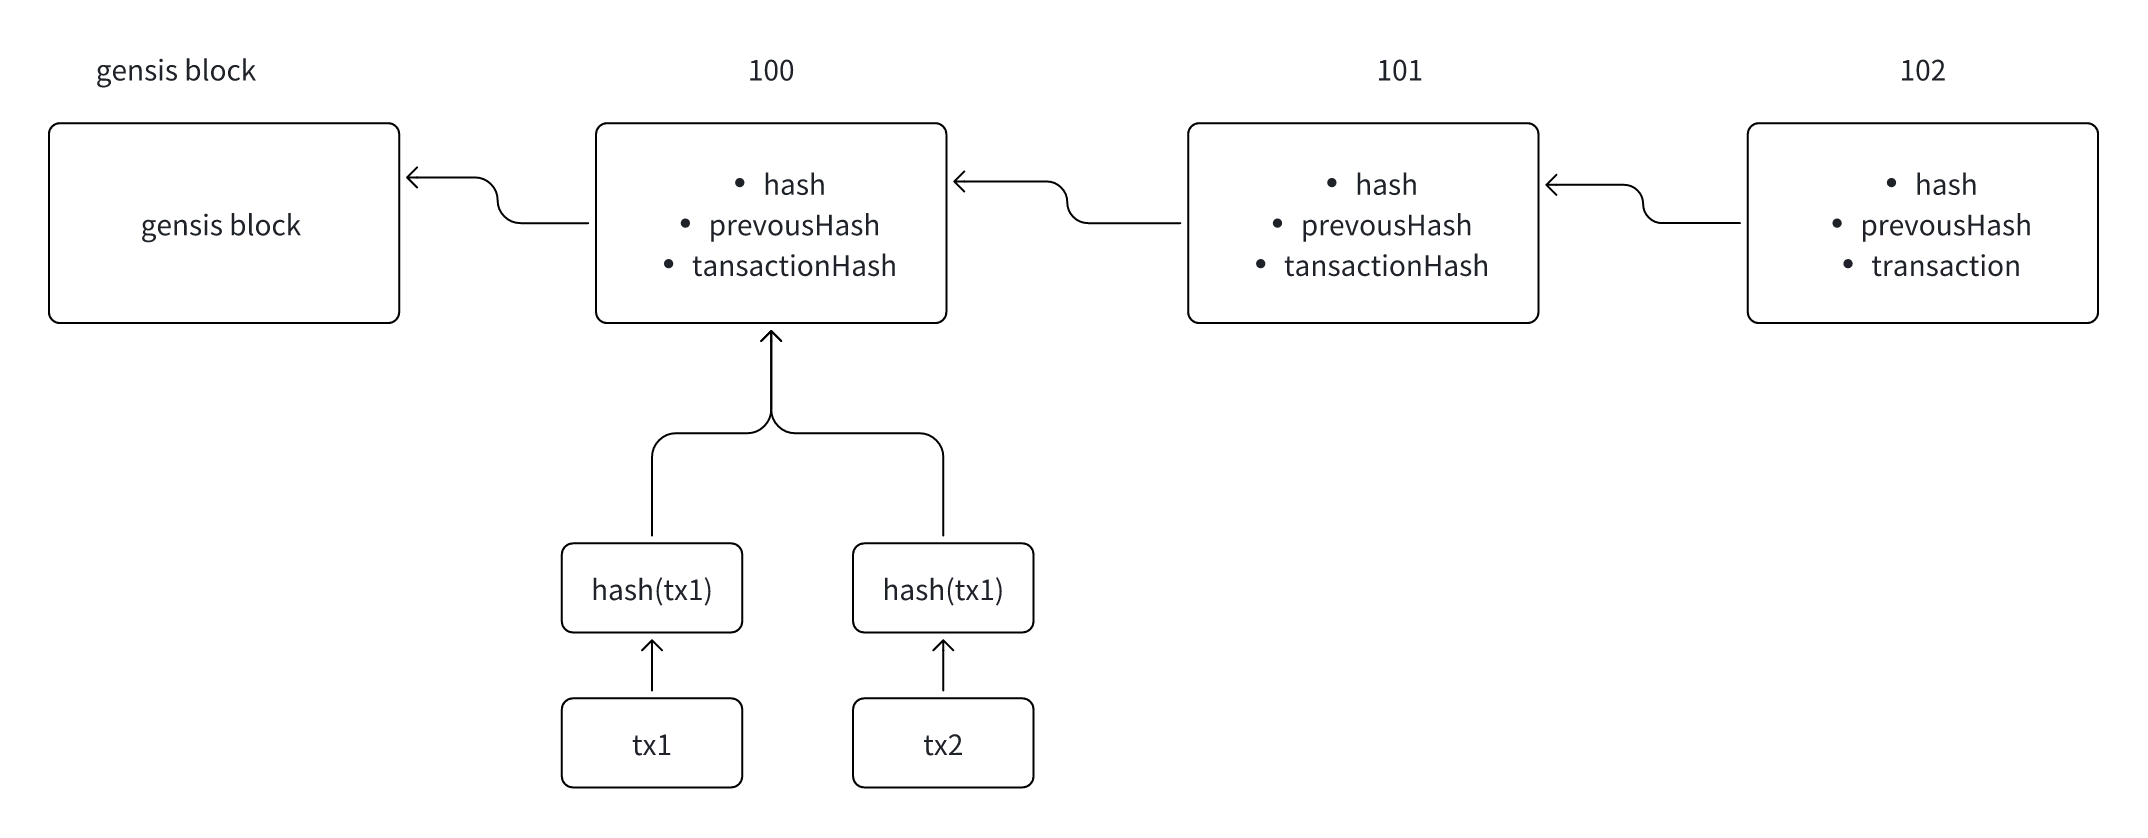 gensis block
100
101
102
gensis block
• hash
• prevousHash
• tansactionHash
• hash
• prevousHash
• tansactionHash
• hash
• prevousHash
• transaction
hash(tx1)
hash(tx1)
tx1
tx2